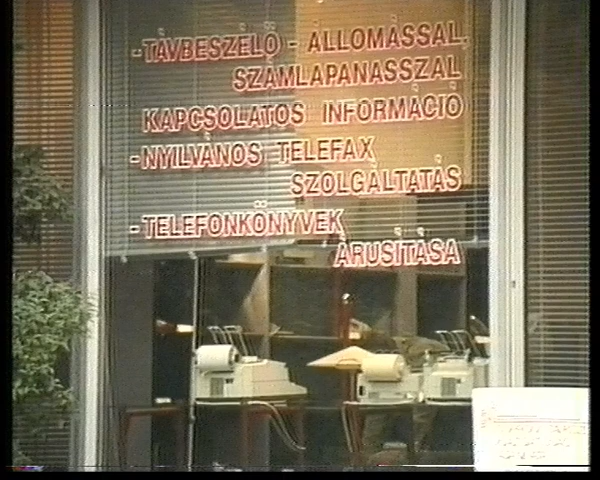 -TÁVBESZÉLŐ - ÁLLOMÁSSAL,
SZÁMLAPANASSZAL
KAPCSOLATOS INFORMÁCIÓ
-NYILVÁNOS TELEFAX
SZOLGÁLTATÁS
-TELEFONKÖNYVEK
ÁRUSÍTÁSA